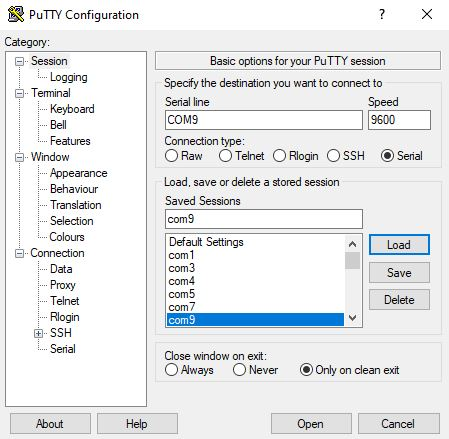 PuTTY Configuration
? ×
Category:
Session
Logging
Terminal
Keyboard
Bell
Features
Window
Appearance
Behaviour
Translation
Selection
Colours
Connection
Data
Proxy
Telnet
Rlogin
SSH
Serial
Basic options for your PuTTY session
Specify the destination you want to connect to
Serial line Speed
COM9 9600
Connection type:
Raw Telnet Rlogin SSH Serial
Load, save or delete a stored session
Saved Sessions
com9
Default Settings
com1
com3
com4
com5
com7
com9
Load
Save
Delete
Close window on exit:
Always Never Only on clean exit
About Help Open Cancel